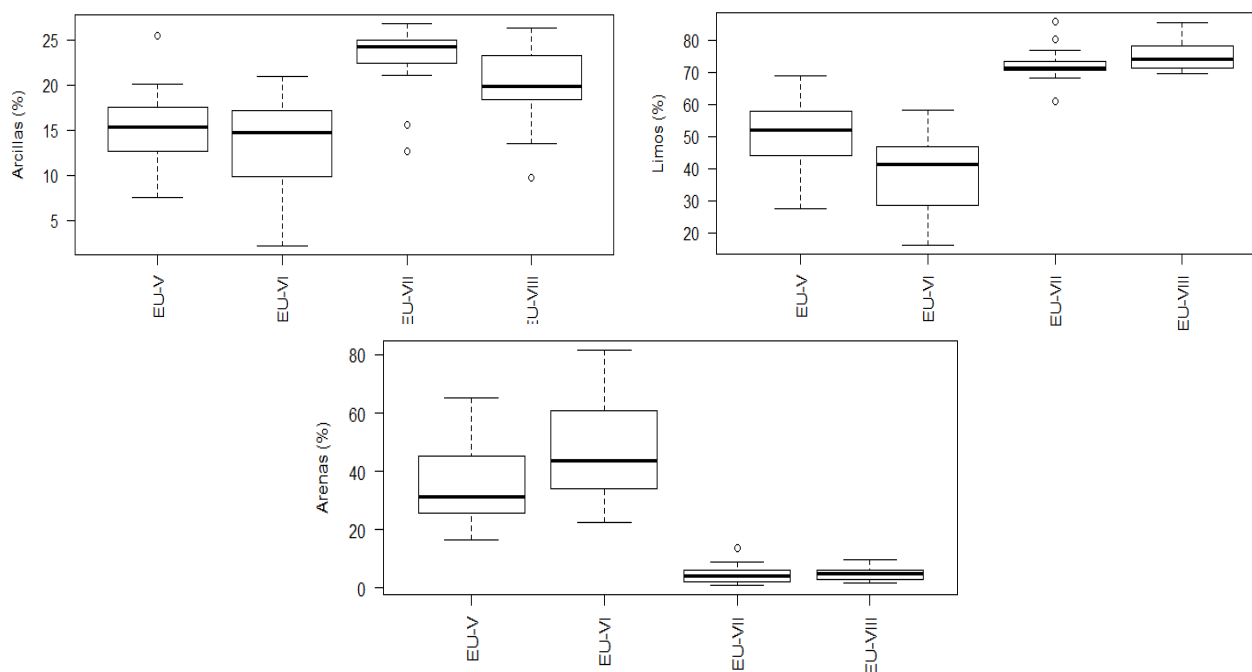 Arcillas (%)
25
20
15
10
5
EU-V
EU-VI
EU-VII
EU-VIII
Limos (%)
80
70
60
50
40
30
20
EU-V
EU-VI
EU-VII
EU-VIII
Arenas (%)
80
60
40
20
0
EU-V
EU-VI
EU-VII
EU-VIII